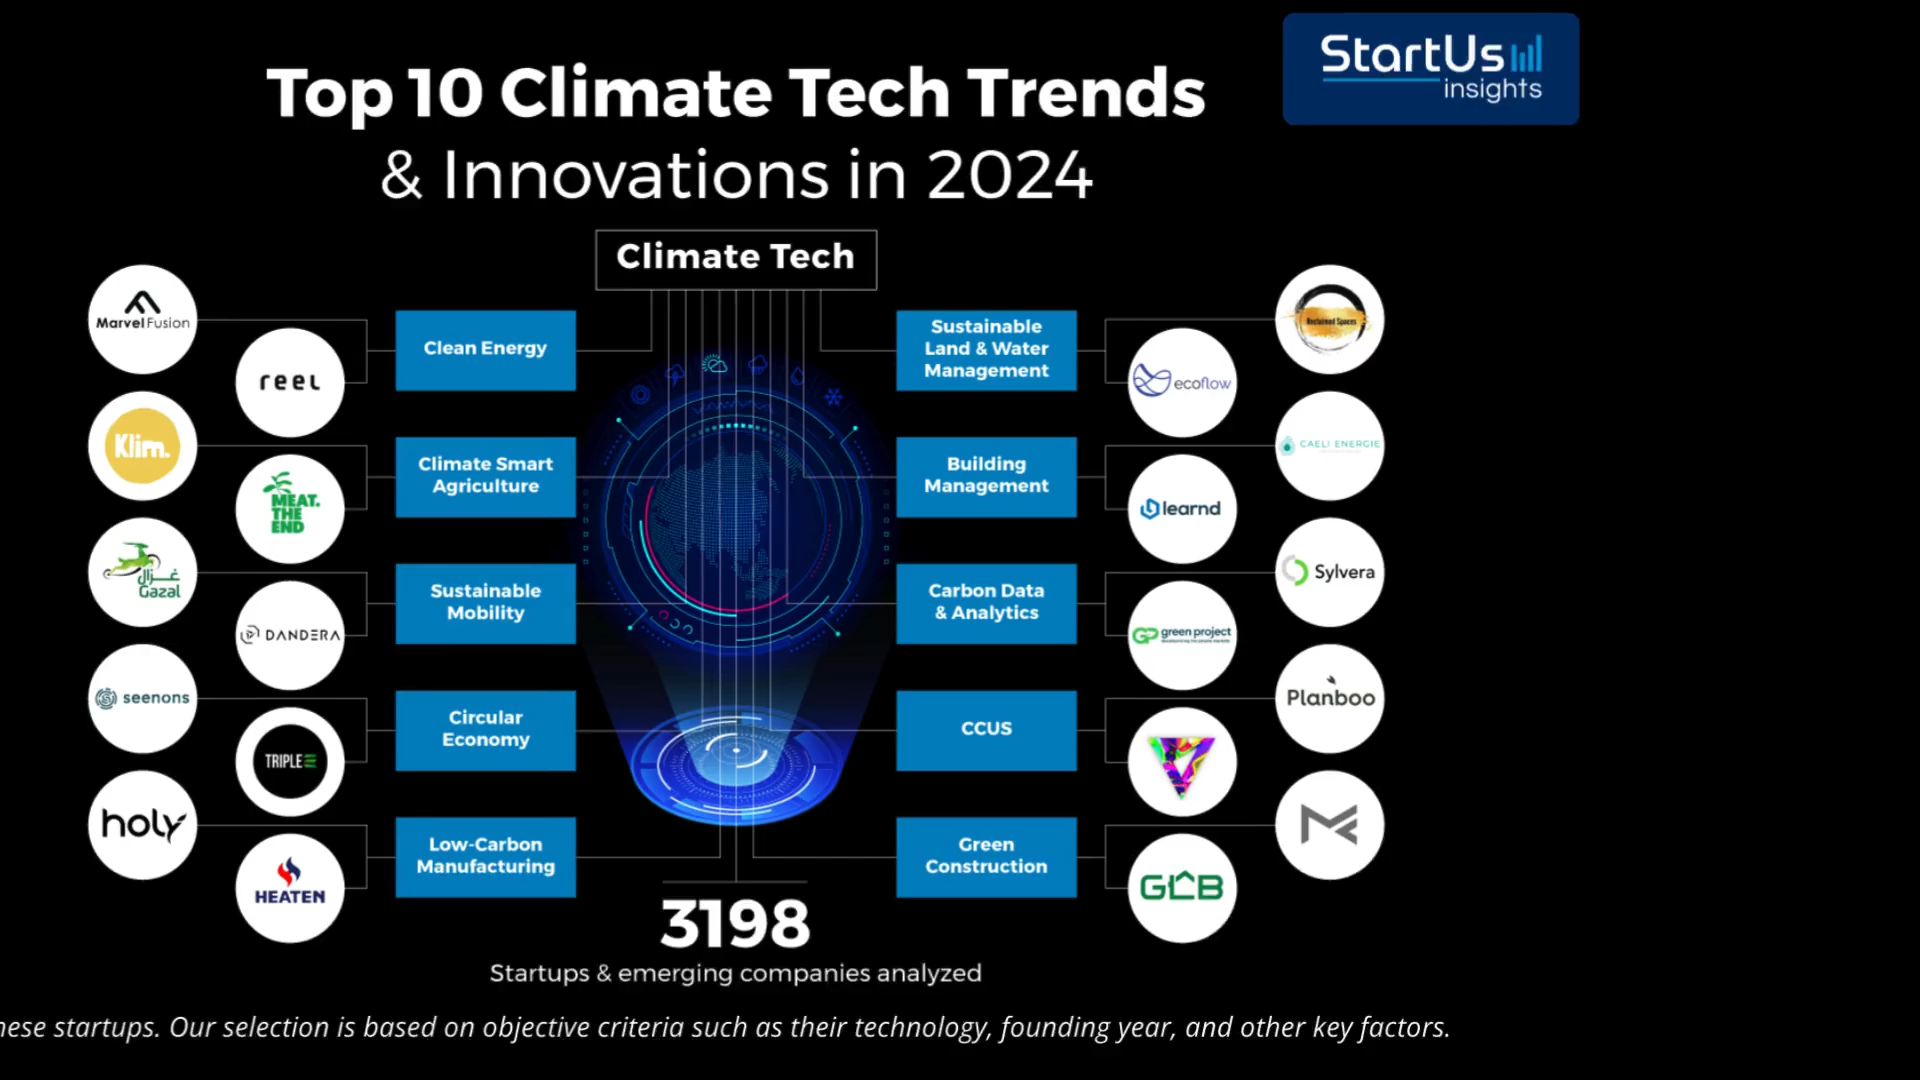 StartUs
insights
Top 10 Climate Tech Trends
& Innovations in 2024
Climate Tech
Marvel Fusion
reel
Clean Energy
Klim.
MEAT.
THE
END
Climate Smart
Agriculture
غزال
Gazal
DANDERA
Sustainable
Mobility
seenons
TRIPLE
Circular
Economy
holy
HEATEN
Low-Carbon
Manufacturing
Sustainable
Land & Water
Management
Reclaimed Spaces
ecoflow
Building
Management
CAELI ENERGIE
learnd
Carbon Data
& Analytics
Sylvera
GP green project
CCUS
Planboo
Green
Construction
GLB
3198
Startups & emerging companies analyzed
hese startups. Our selection is based on objective criteria such as their technology, founding year, and other key factors.